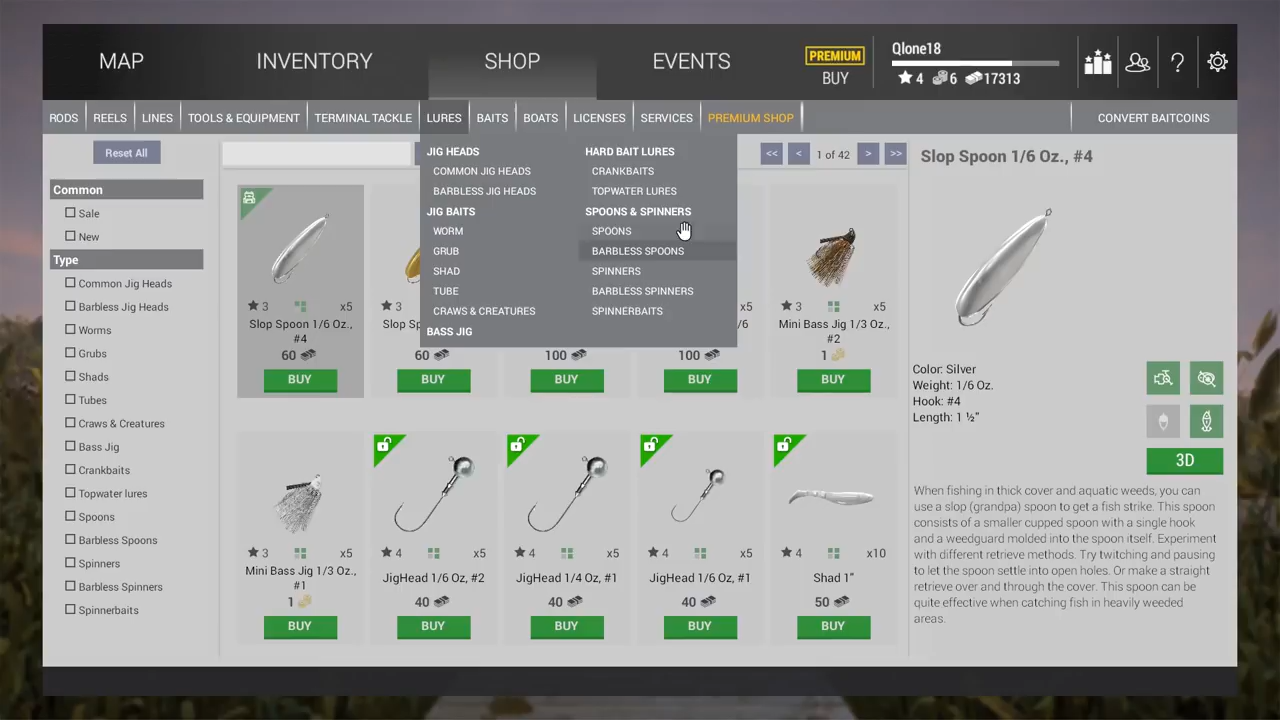 MAP
INVENTORY
SHOP
EVENTS
PREMIUM
BUY
Qlone18
4 6 17313
RODS
REELS
LINES
TOOLS & EQUIPMENT
TERMINAL TACKLE
LURES
BAITS
BOATS
LICENSES
SERVICES
PREMIUM SHOP
CONVERT BAITCOINS
Reset All
Common
Sale
New
Type
Common Jig Heads
Barbless Jig Heads
Worms
Grubs
Shads
Tubes
Craws & Creatures
Bass Jig
Crankbaits
Topwater lures
Spoons
Barbless Spoons
Spinners
Barbless Spinners
Spinnerbaits
JIG HEADS
COMMON JIG HEADS
BARBLESS JIG HEADS
JIG BAITS
WORM
GRUB
SHAD
TUBE
CRAWS & CREATURES
BASS JIG
HARD BAIT LURES
CRANKBAITS
TOPWATER LURES
SPOONS & SPINNERS
SPOONS
BARBLESS SPOONS
SPINNERS
BARBLESS SPINNERS
SPINNERBAITS
<<
<
1 of 42
>
>>
3 x5
Slop Spoon 1/6 Oz.,
#4
60
BUY
3
Slop Sp
60
BUY
100
BUY
/6
100
BUY
3 x5
Mini Bass Jig 1/3 Oz.,
#2
1
BUY
3 x5
Mini Bass Jig 1/3 Oz.,
#1
1
BUY
4 x5
JigHead 1/6 Oz, #2
40
BUY
4 x5
JigHead 1/4 Oz, #1
40
BUY
4 x5
JigHead 1/6 Oz, #1
40
BUY
4 x10
Shad 1"
50
BUY
Slop Spoon 1/6 Oz., #4
Color: Silver
Weight: 1/6 Oz.
Hook: #4
Length: 1 ½"
3D
When fishing in thick cover and aquatic weeds, you can
use a slop (grandpa) spoon to get a fish strike. This spoon
consists of a smaller cupped spoon with a single hook
and a weedguard molded into the spoon itself. Experiment
with different retrieve methods. Try twitching and pausing
to let the spoon settle into open holes. Or make a straight
retrieve over and through the cover. This spoon can be
quite effective when catching fish in heavily weeded
areas.